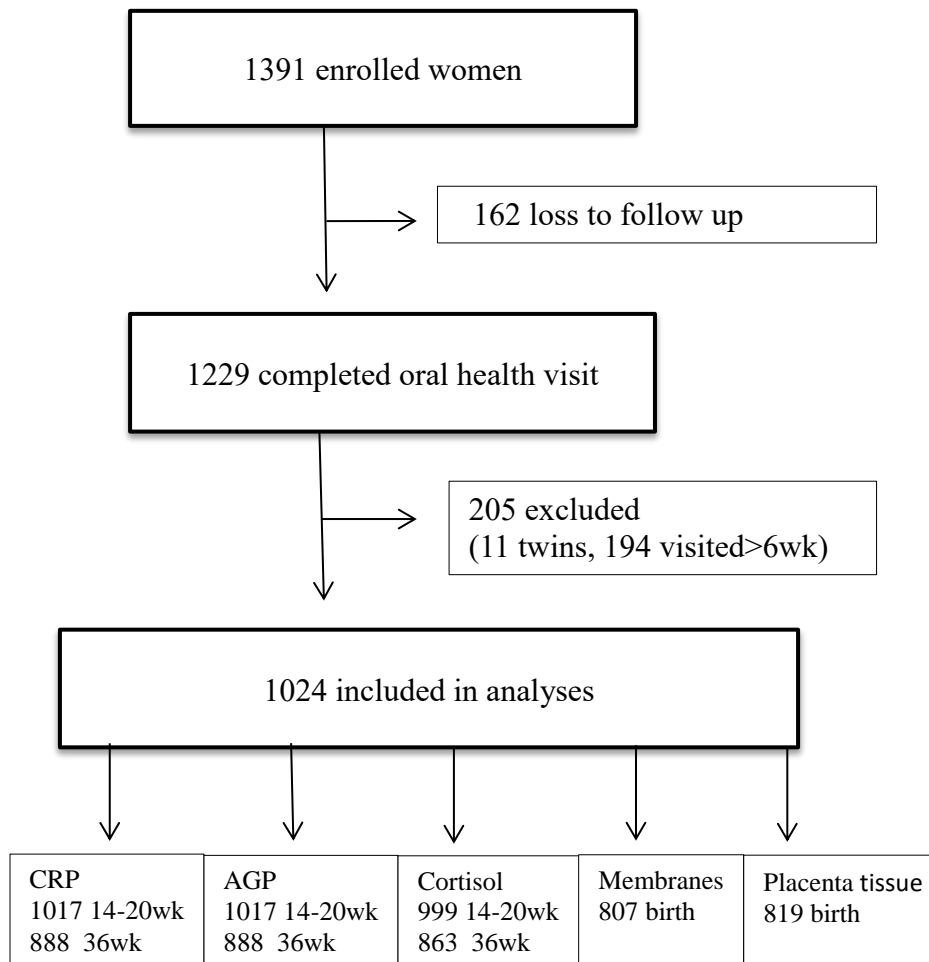 1391 enrolled women
162 loss to follow up
1229 completed oral health visit
205 excluded
(11 twins, 194 visited>6wk)
1024 included in analyses
CRP
1017 14-20wk
888 36wk
AGP
1017 14-20wk
888 36wk
Cortisol
999 14-20wk
863 36wk
Membranes
807 birth
Placenta tissue
819 birth